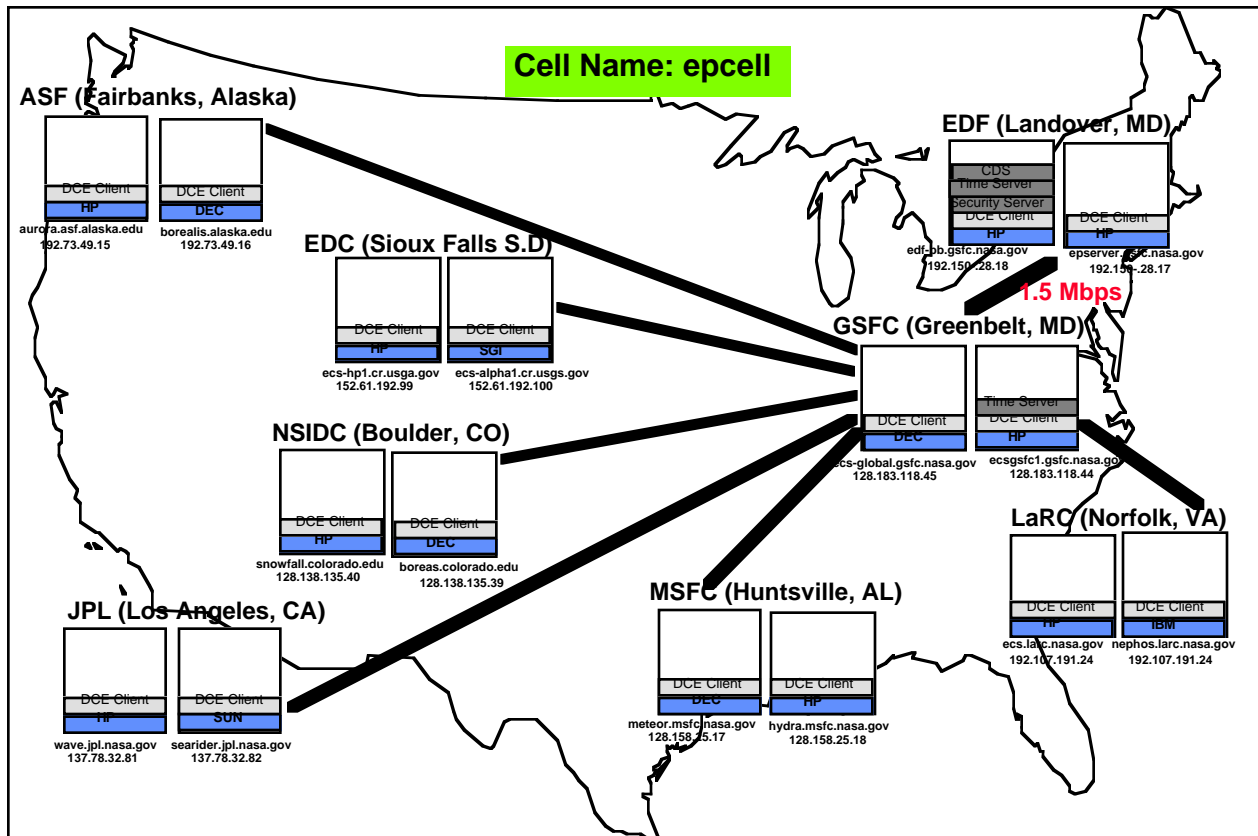 Cell Name: epcell
ASF (Fairbanks, Alaska)
DCE Client
HP
aurora.asf.alaska.edu
192.73.49.15
DCE Client
DEC
borealis.alaska.edu
192.73.49.16
EDF (Landover, MD)
CDS
Time Server
Security Server
DCE Client
HP
edf-bb.gsfc.nasa.gov
192.150-.28.18
DCE Client
HP
epserver.gsfc.nasa.gov
192.150-.28.17
1.5 Mbps
EDC (Sioux Falls S.D)
DCE Client
HP
ecs-hp1.cr.usga.gov
152.61.192.99
DCE Client
SGI
ecs-alpha1.cr.usgs.gov
152.61.192.100
GSFC (Greenbelt, MD)
DCE Client
DEC
ecs-global.gsfc.nasa.gov
128.183.118.45
Time Server
DCE Client
HP
ecsgsfc1.gsfc.nasa.gov
128.183.118.44
NSIDC (Boulder, CO)
DCE Client
HP
snowfall.colorado.edu
128.138.135.40
DCE Client
DEC
boreas.colorado.edu
128.138.135.39
LaRC (Norfolk, VA)
DCE Client
HP
ecs.larc.nasa.gov
192.107.191.24
DCE Client
IBM
nephos.larc.nasa.gov
192.107.191.24
MSFC (Huntsville, AL)
DCE Client
DEC
meteor.msfc.nasa.gov
128.158.25.17
DCE Client
HP
hydra.msfc.nasa.gov
128.158.25.18
JPL (Los Angeles, CA)
DCE Client
HP
wave.jpl.nasa.gov
137.78.32.81
DCE Client
SUN
searider.jpl.nasa.gov
137.78.32.82